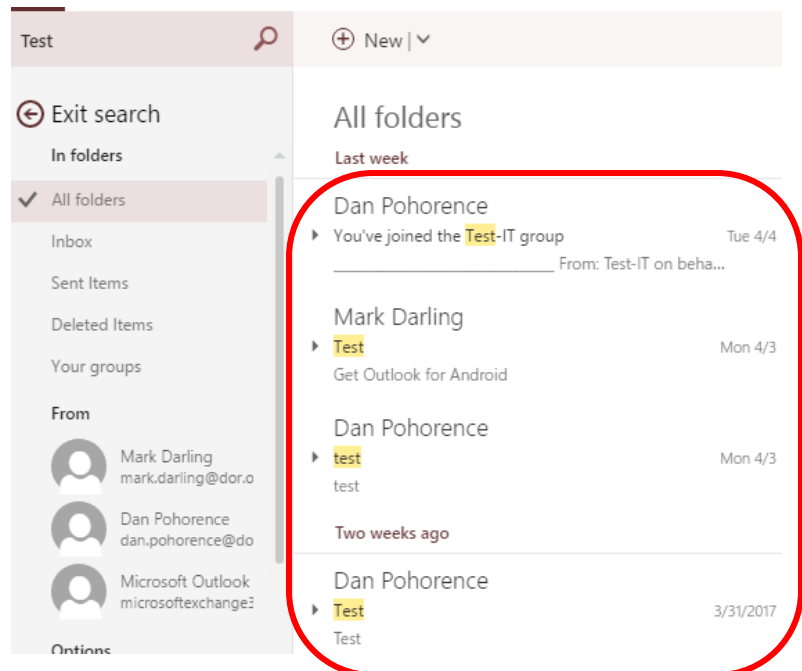 Test
New
Exit search
In folders
All folders
Inbox
Sent Items
Deleted Items
Your groups
From
Mark Darling
mark.darling@dor.o
Dan Pohorence
dan.pohorence@do
Microsoft Outlook
microsoftexchange3
Options
All folders
Last week
Dan Pohorence
You've joined the Test-IT group Tue 4/4
________________________________ From: Test-IT on beha...
Mark Darling
Test Mon 4/3
Get Outlook for Android
Dan Pohorence
test Mon 4/3
test
Two weeks ago
Dan Pohorence
Test 3/31/2017
Test